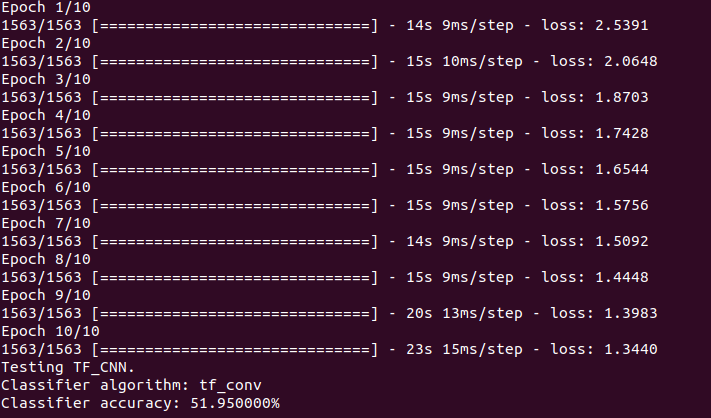 Epoch 1/10
1563/1563 [==============================] - 14s 9ms/step - loss: 2.5391
Epoch 2/10
1563/1563 [==============================] - 15s 10ms/step - loss: 2.0648
Epoch 3/10
1563/1563 [==============================] - 15s 9ms/step - loss: 1.8703
Epoch 4/10
1563/1563 [==============================] - 15s 9ms/step - loss: 1.7428
Epoch 5/10
1563/1563 [==============================] - 15s 9ms/step - loss: 1.6544
Epoch 6/10
1563/1563 [==============================] - 15s 9ms/step - loss: 1.5756
Epoch 7/10
1563/1563 [==============================] - 14s 9ms/step - loss: 1.5092
Epoch 8/10
1563/1563 [==============================] - 15s 9ms/step - loss: 1.4448
Epoch 9/10
1563/1563 [==============================] - 20s 13ms/step - loss: 1.3983
Epoch 10/10
1563/1563 [==============================] - 23s 15ms/step - loss: 1.3440
Testing TF_CNN.
Classifier algorithm: tf_conv
Classifier accuracy: 51.950000%